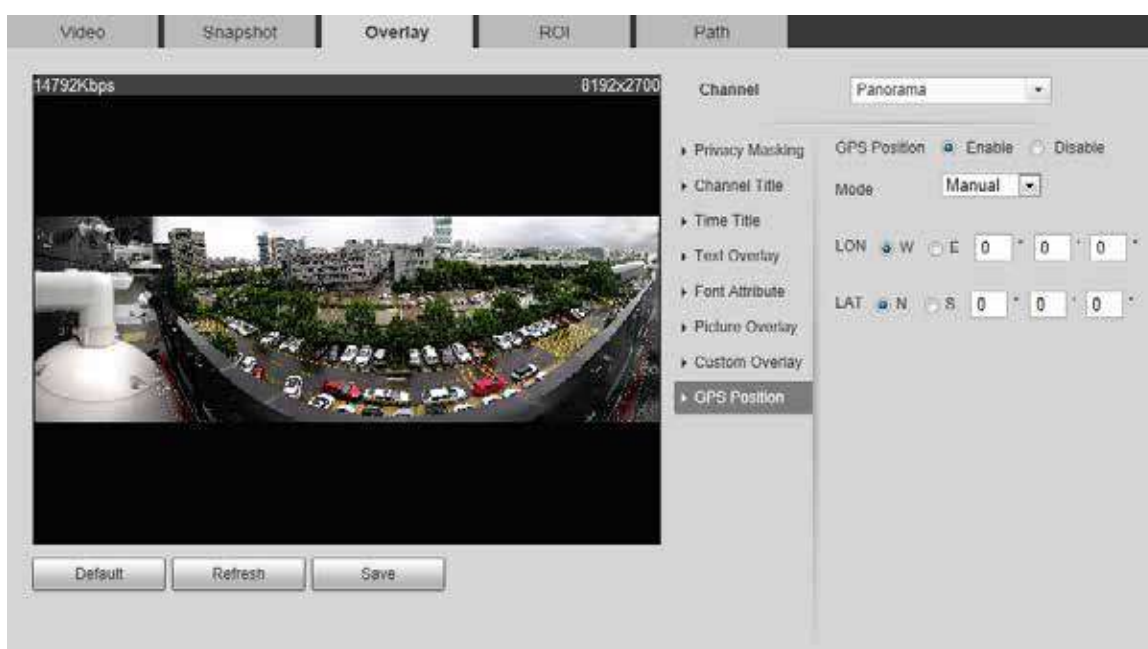 Video Snapshot Overlay ROI Path
14792Kbps 8192x2700
Channel Panorama
Privacy Masking
Channel Title
Time Title
Text Overlay
Font Attribute
Picture Overlay
Custom Overlay
GPS Position
GPS Position Enable Disable
Mode Manual
LON W E 0 ° 0 ' 0 "
LAT N S 0 ° 0 ' 0 "
Default Refresh Save